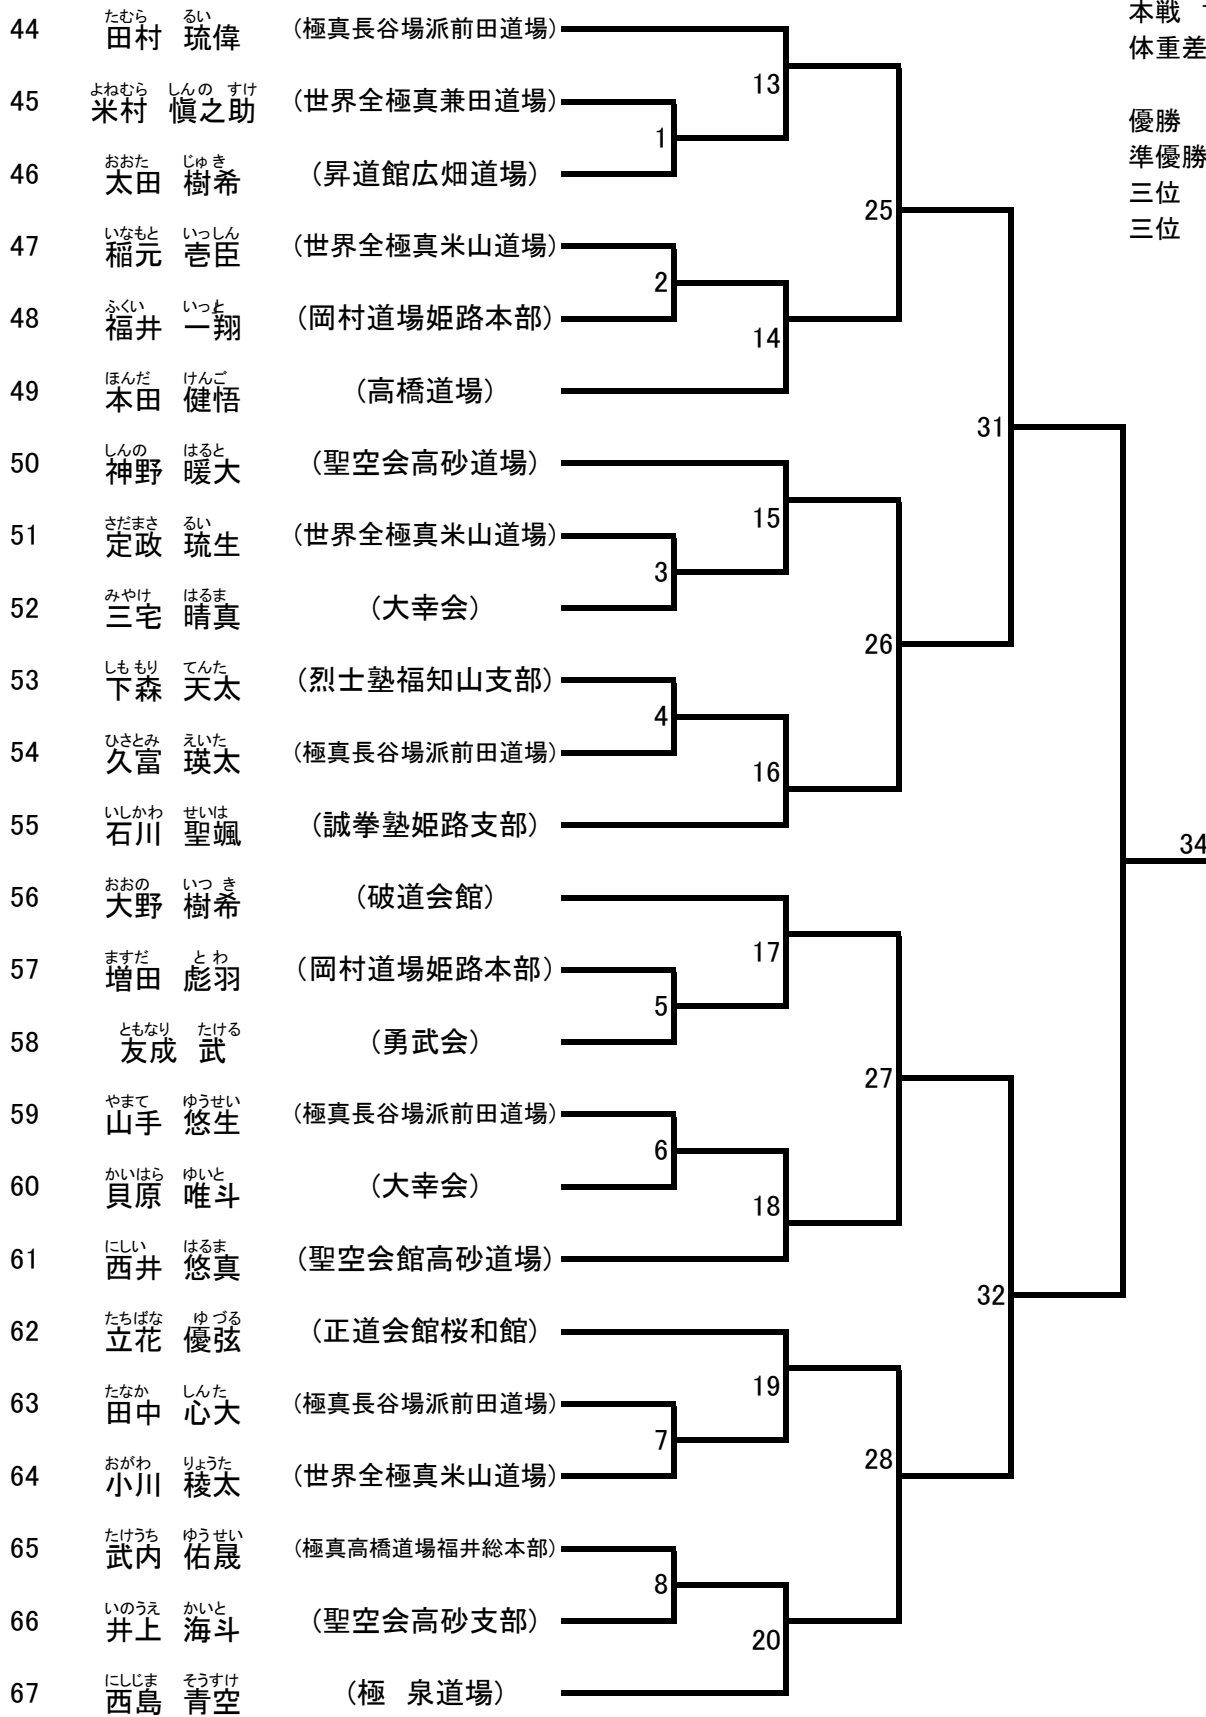 本戦
体重差
優勝
準優勝
三位
三位
たむら るい
44 田村 琉偉 (極真長谷場派前田道場)
13
よねむら しんの すけ
45 米村 愼之助 (世界全極真兼田道場)
1
おおた じゅき
46 太田 樹希 (昇道館広畑道場)
25
いなもと いっしん
47 稲元 壱臣 (世界全極真米山道場)
2
ふくい いっと
48 福井 一翔 (岡村道場姫路本部)
14
ほんだ けんご
49 本田 健悟 (高橋道場)
31
しんの はると
50 神野 暖大 (聖空会高砂道場)
15
さだまさ るい
51 定政 琉生 (世界全極真米山道場)
3
みやけ はるま
52 三宅 晴真 (大幸会)
26
しももり てんた
53 下森 天太 (烈士塾福知山支部)
4
ひさとみ えいた
54 久富 瑛太 (極真長谷場派前田道場)
16
いしかわ せいは
55 石川 聖颯 (誠拳塾姫路支部)
34
おおの いつ き
56 大野 樹希 (破道会館)
17
ますだ とわ
57 増田 彪羽 (岡村道場姫路本部)
5
ともなり たける
58 友成 武 (勇武会)
27
やまて ゆうせい
59 山手 悠生 (極真長谷場派前田道場)
6
かいはら ゆいと
60 貝原 唯斗 (大幸会)
18
にしい はるま
61 西井 悠真 (聖空会館高砂道場)
32
たちばな ゆづる
62 立花 優弦 (正道会館桜和館)
19
たなか しんた
63 田中 心大 (極真長谷場派前田道場)
7
28
おがわ りょうた
64 小川 稜太 (世界全極真米山道場)
たけうち ゆうせい
65 武内 佑晟 (極真高橋道場福井総本部)
8
いのうえ かいと
66 井上 海斗 (聖空会高砂支部)
20
にしじま そうすけ
67 西島 青空 (極 泉道場)